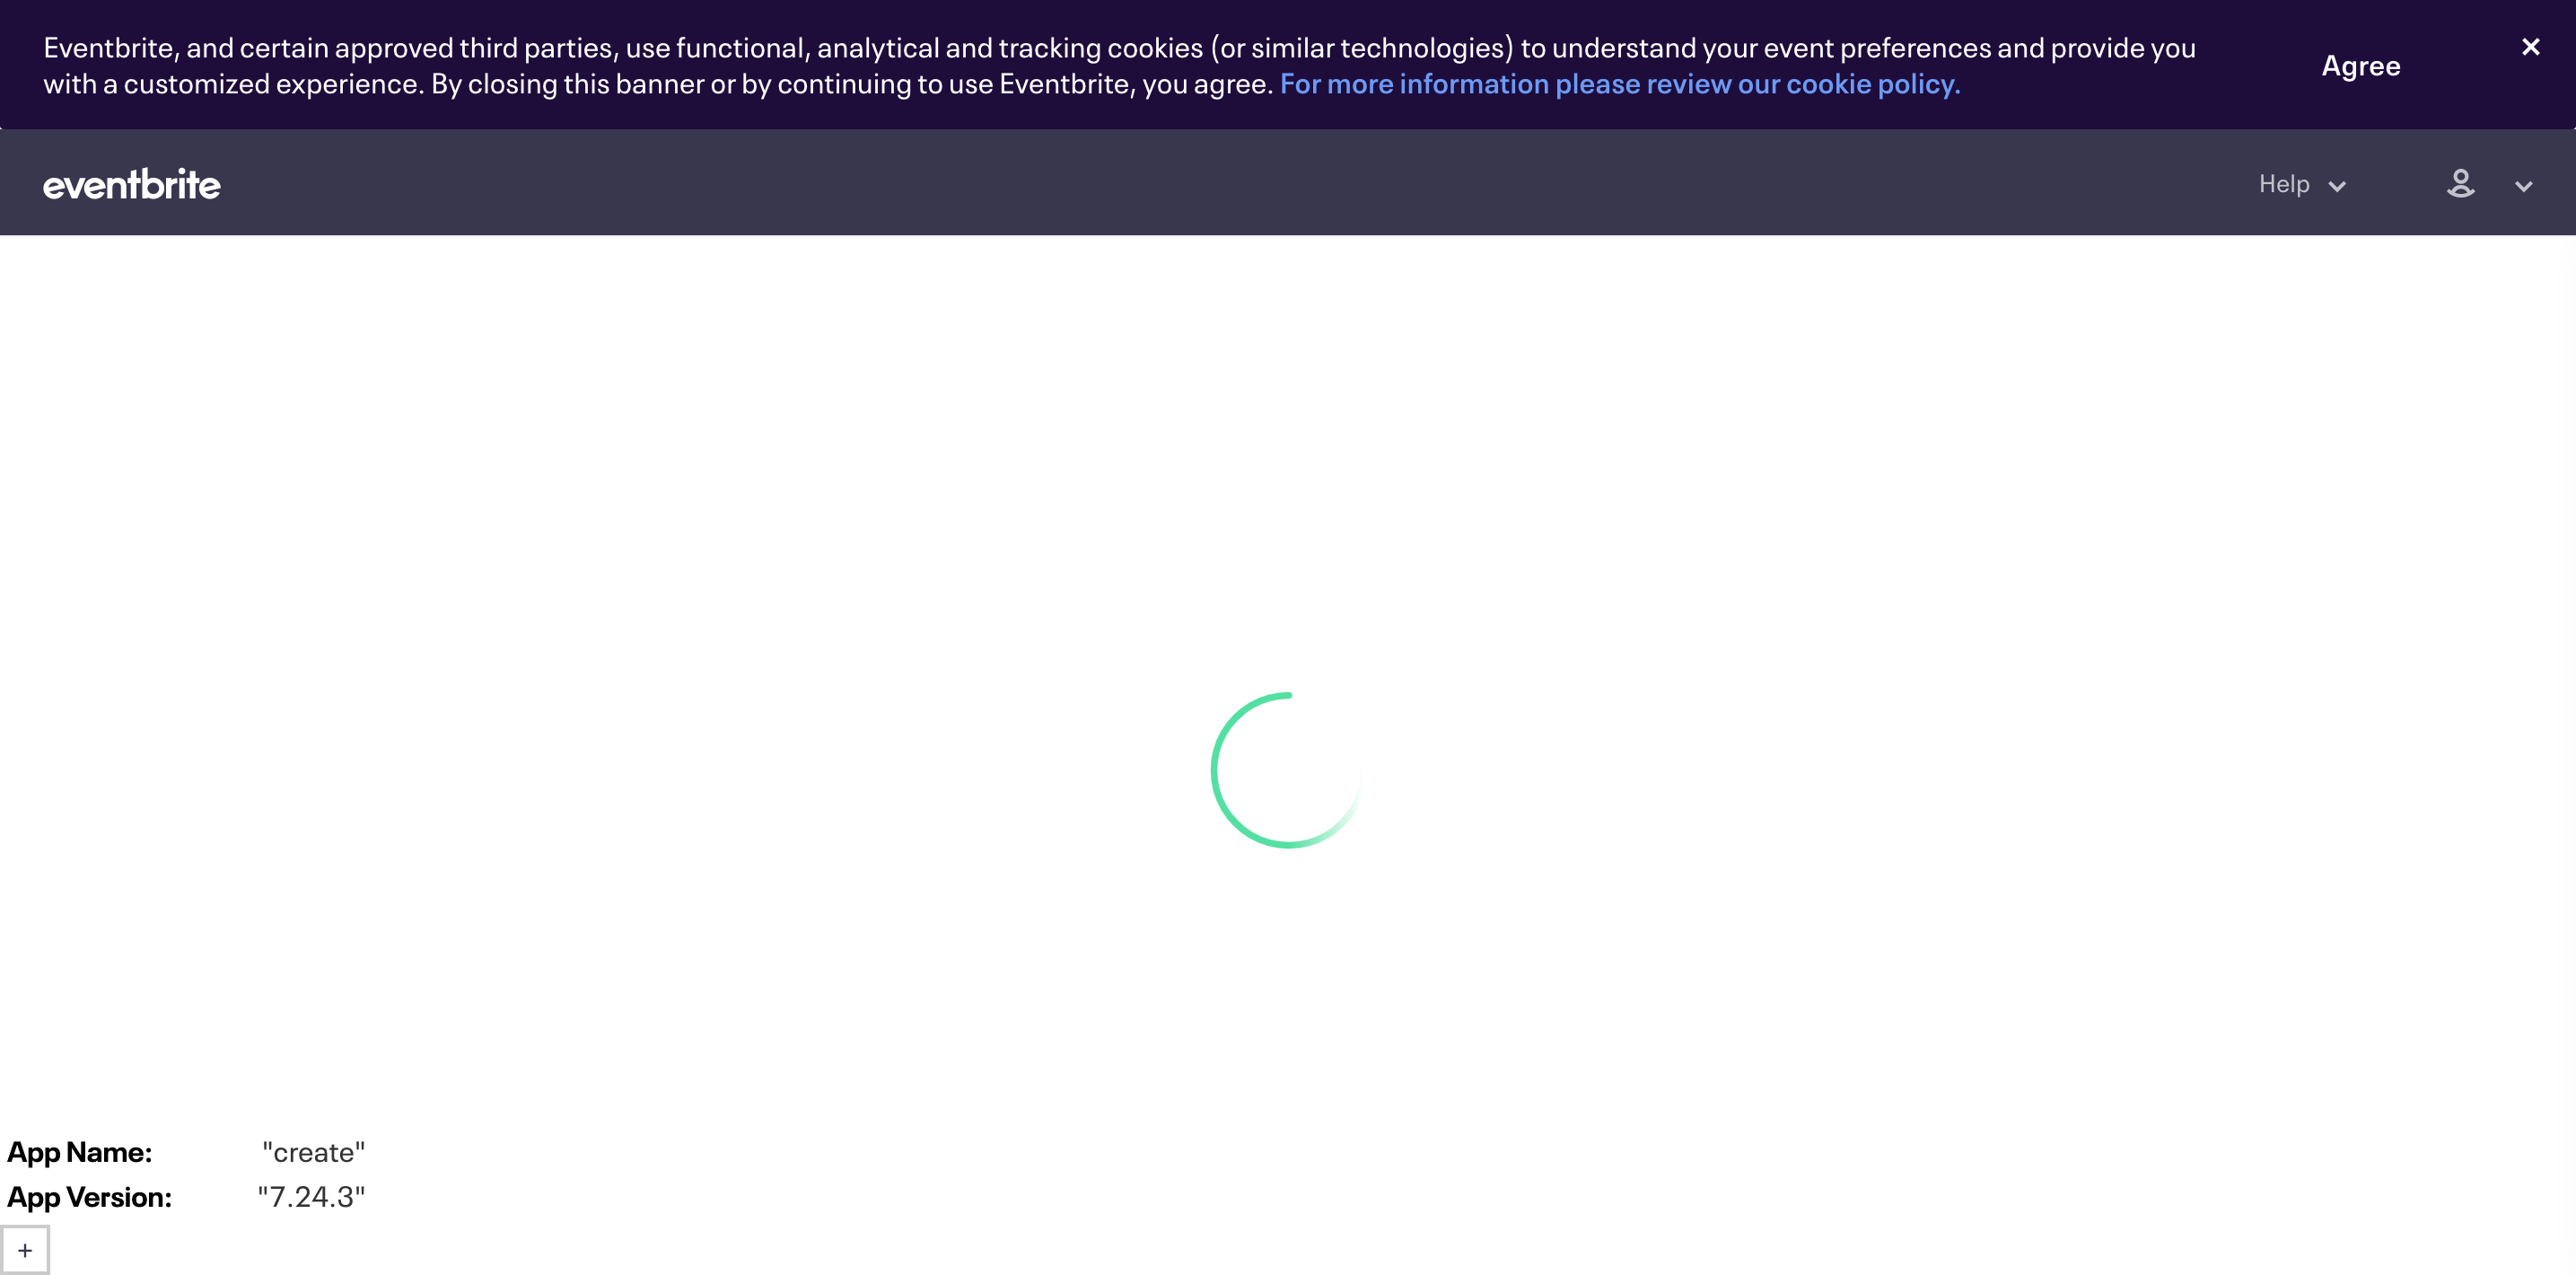 Eventbrite, and certain approved third parties, use functional, analytical and tracking cookies (or similar technologies) to understand your event preferences and provide you
with a customized experience. By closing this banner or by continuing to use Eventbrite, you agree. For more information please review our cookie policy.
Agree
eventbrite
Help
App Name: "create"
App Version: "7.24.3"
+